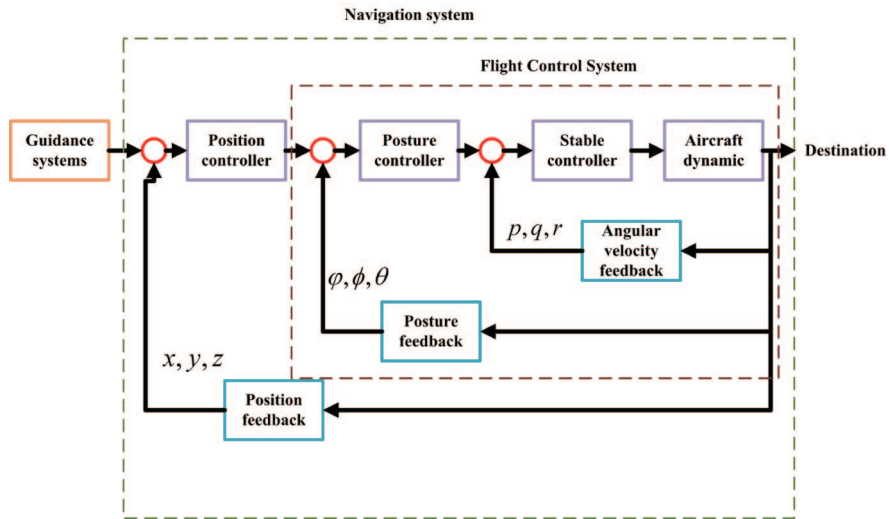 Navigation system
Flight Control System
Guidance
systems
Position
controller
Posture
controller
Stable
controller
Aircraft
dynamic
Destination
p, q, r
Angular
velocity
feedback
φ, ϕ, θ
Posture
feedback
x, y, z
Position
feedback